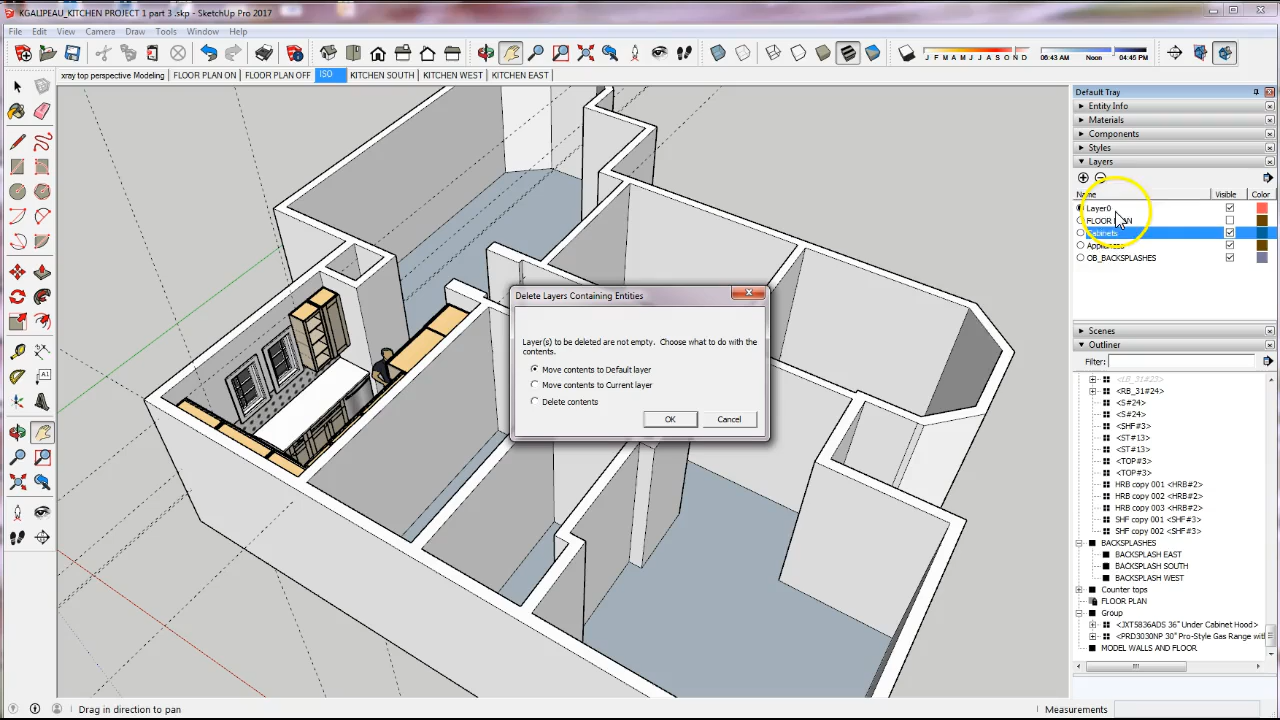 KGALIPEAU_KITCHEN PROJECT 1 part 3 .skp - SketchUp Pro 2017
File Edit View Camera Draw Tools Window Help
J F M A M J J A S O N D
06:43 AM Noon 04:45 PM
xray top perspective Modeling FLOOR PLAN ON FLOOR PLAN OFF ISO KITCHEN SOUTH KITCHEN WEST KITCHEN EAST
Default Tray
Entity Info
Materials
Components
Styles
Layers
Name Visible Color
Layer0
FLOOR PLAN
Cabinets
Appliances
OB_BACKSPLASHES
Delete Layers Containing Entities
Layer(s) to be deleted are not empty. Choose what to do with the
contents.
Move contents to Default layer
Move contents to Current layer
Delete contents
OK Cancel
Scenes
Outliner
Filter:
<LB_31#23>
<RB_31#24>
<S#24>
<S#24>
<SHF#3>
<ST#13>
<ST#13>
<TOP#3>
<TOP#3>
HRB copy 001 <HRB#2>
HRB copy 002 <HRB#2>
HRB copy 003 <HRB#2>
SHF copy 001 <SHF#3>
SHF copy 002 <SHF#3>
BACKSPLASHES
BACKSPLASH EAST
BACKSPLASH SOUTH
BACKSPLASH WEST
Counter tops
FLOOR PLAN
Group
<JXT5836ADS 36" Under Cabinet Hood>
<PRD3030NP 30" Pro-Style Gas Range with
MODEL WALLS AND FLOOR
Drag in direction to pan
Measurements